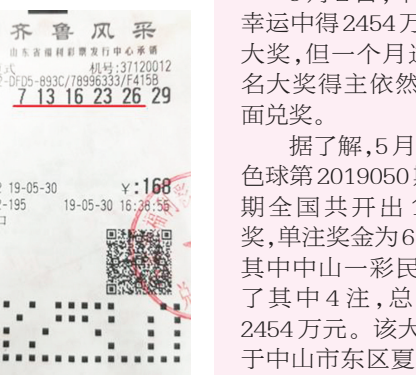 齐鲁风采
山东省福利彩票发行中心承销
式 机号:37120012
-DFD5-893C/78996333/F415B
7 13 16 23 26 29
19-05-30 ¥:168
-195 19-05-30 16:38:56
口
幸运中得2454万
大奖,但一个月过
名大奖得主依然
面兑奖。
据了解,5月
色球第2019050期
期全国共开出
奖,单注奖金为6
其中中山一彩民
了其中4注,总
2454万元。该大
于中山市东区夏